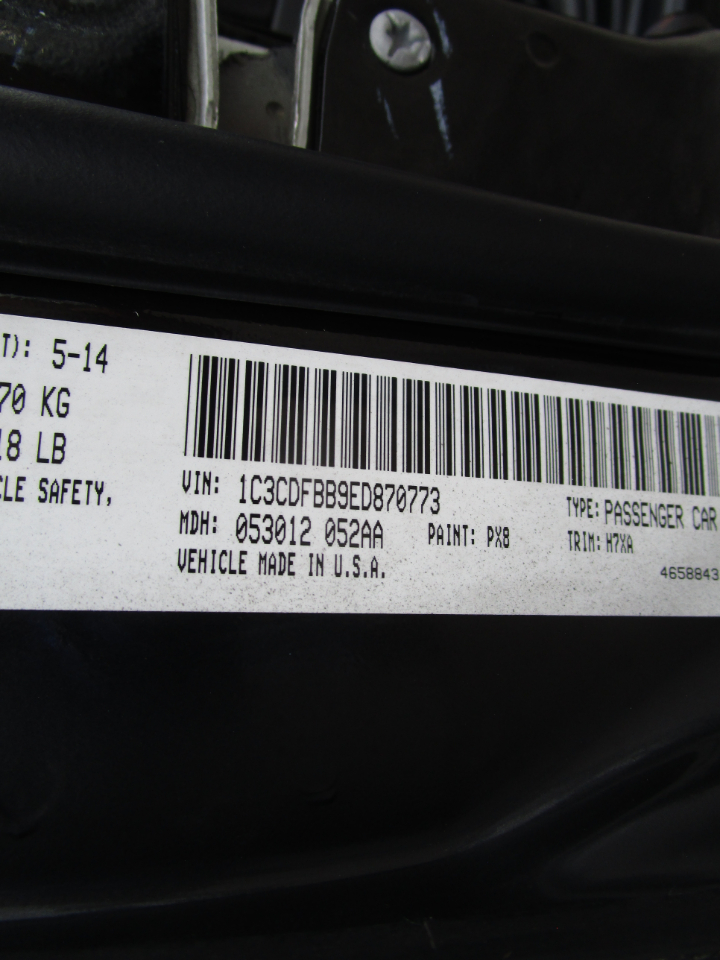 T): 5-14
70 KG
18 LB
CLE SAFETY,
VIN: 1C3CDFBB9ED870773
TYPE: PASSENGER CAR
MDH: 053012 052AA
PAINT: PX8
TRIM: H7XA
VEHICLE MADE IN U.S.A.
4658843